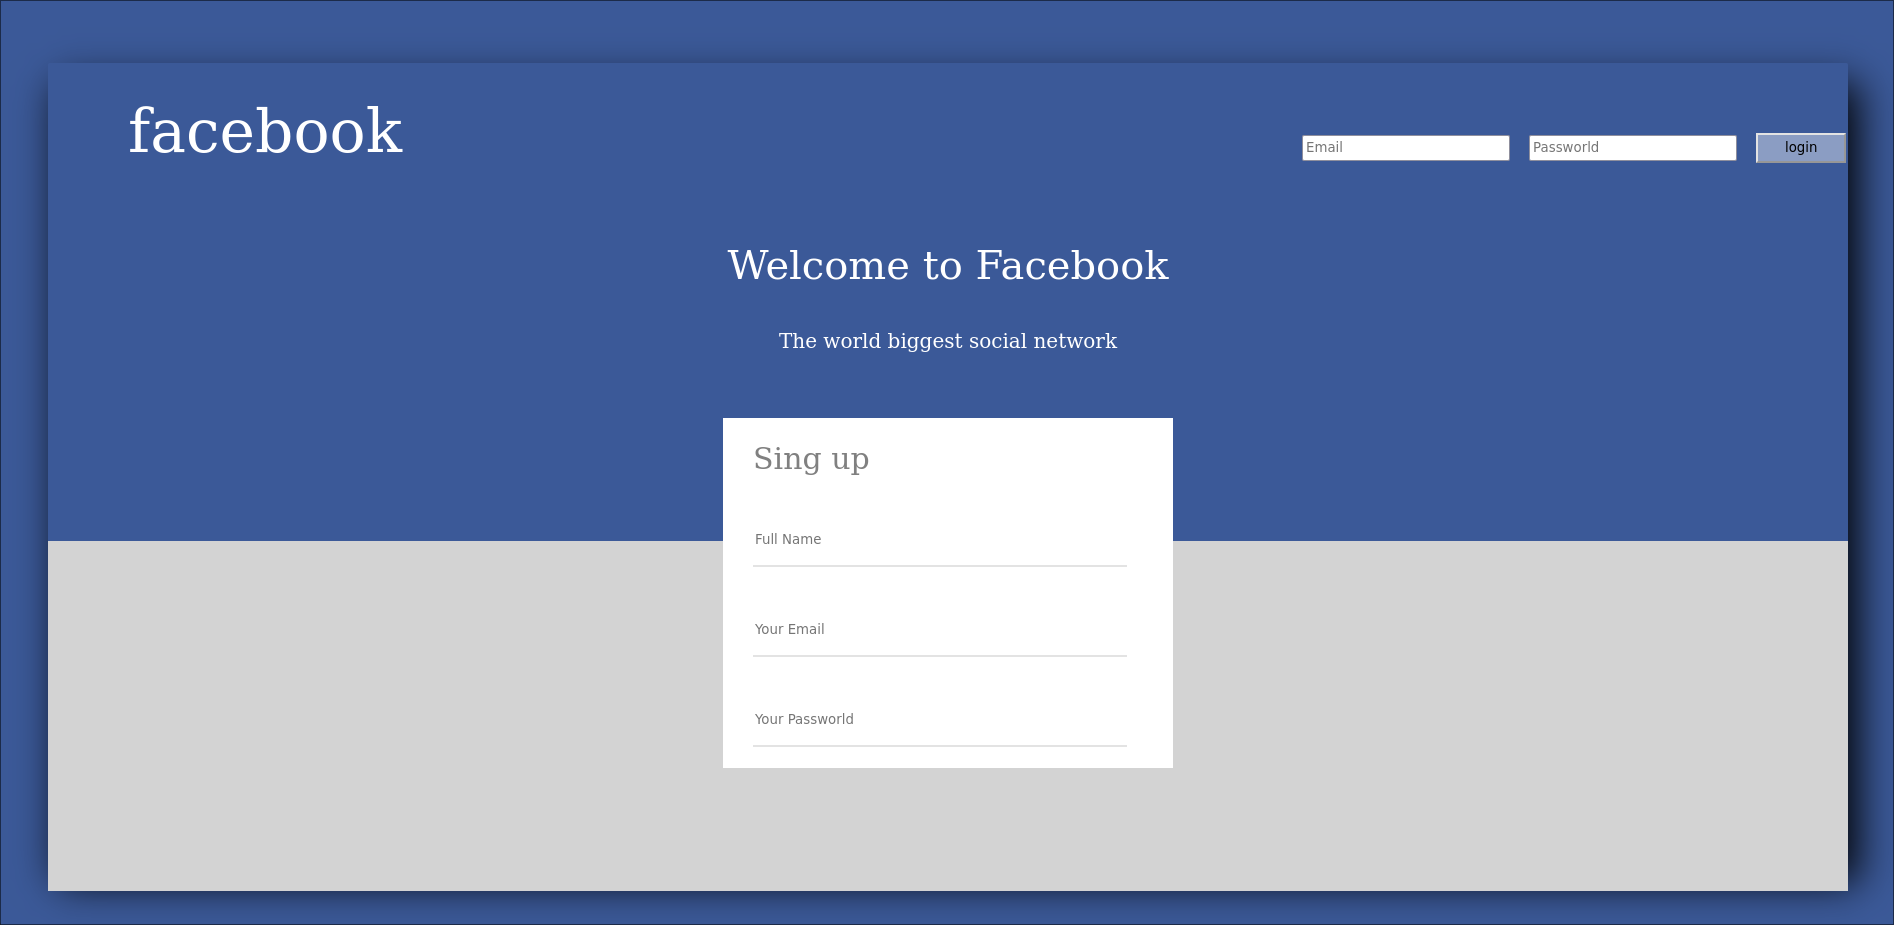 facebook
Email Passworld login
Welcome to Facebook
The world biggest social network
Sing up
Full Name
Your Email
Your Passworld